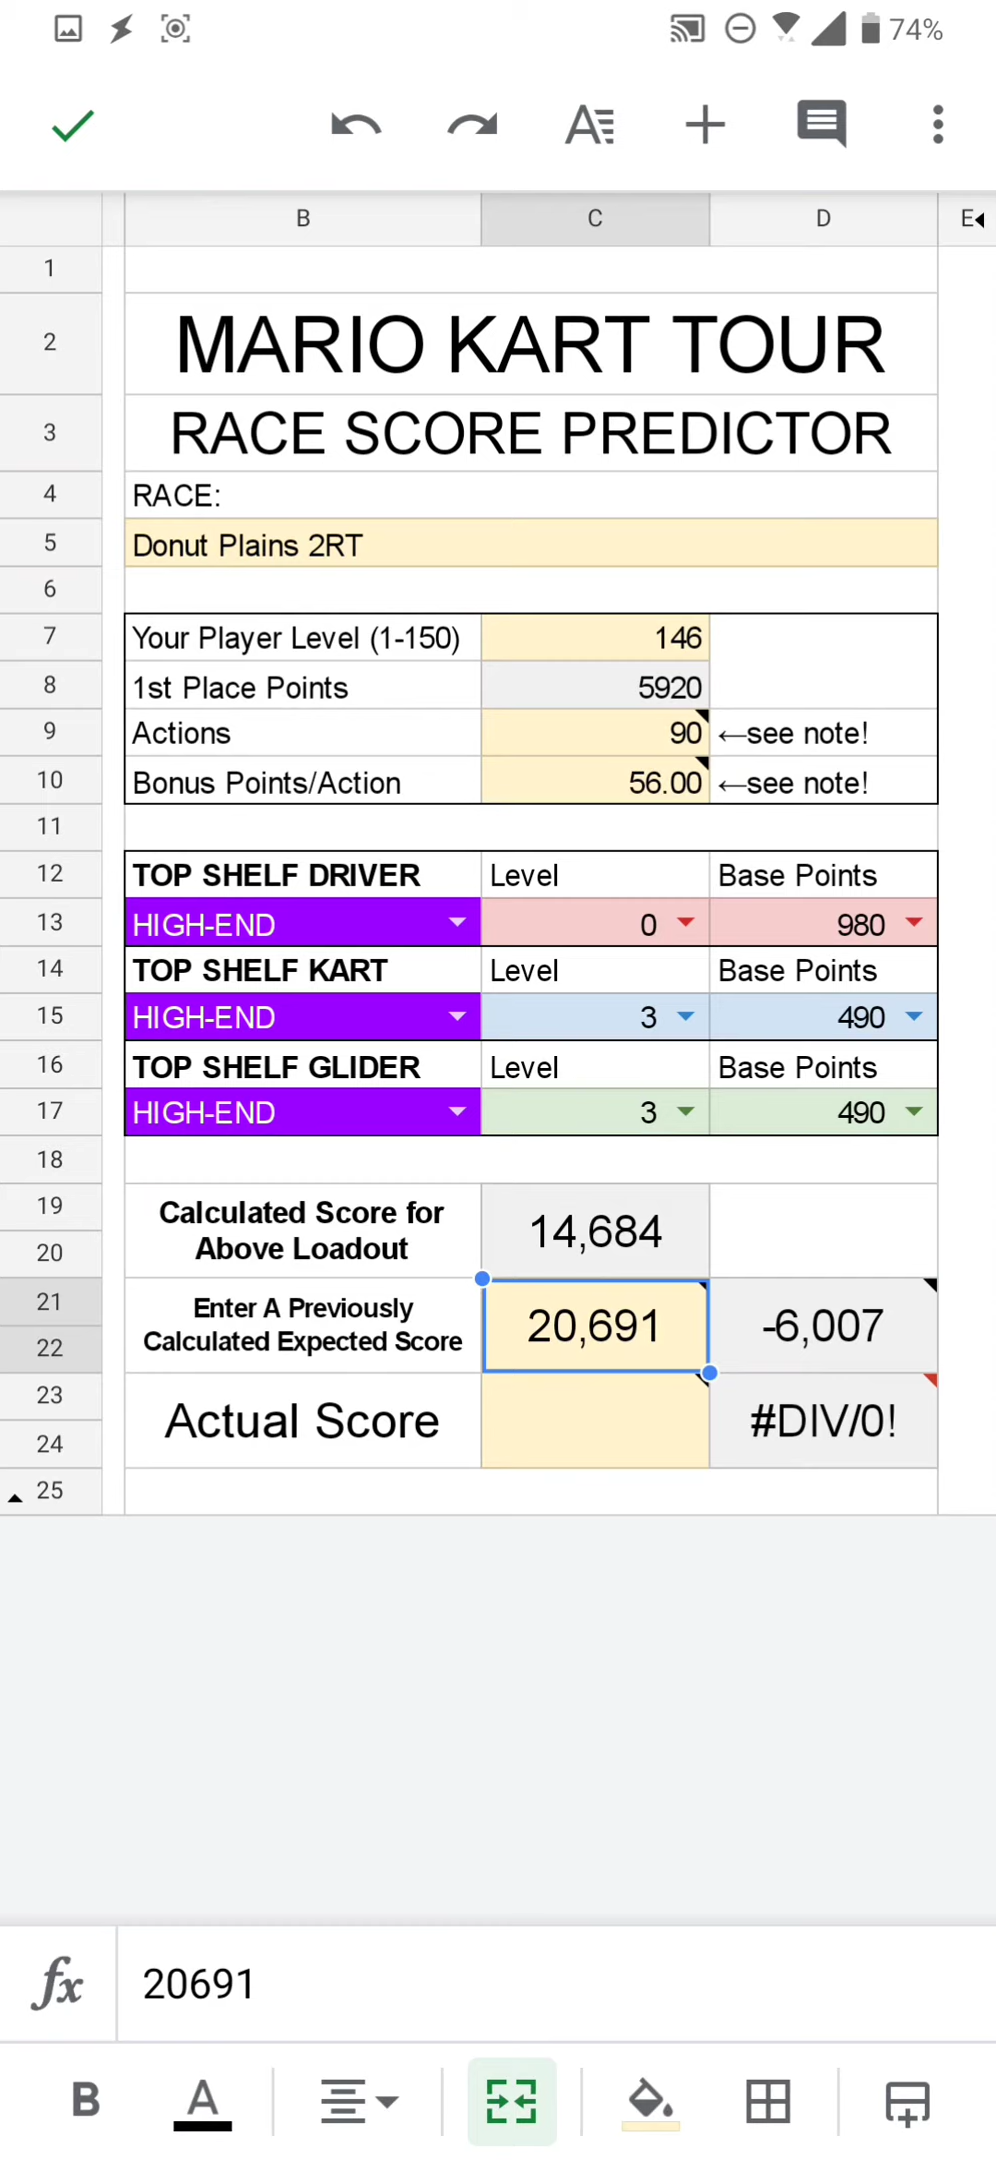 74%
B C D E
1
2 MARIO KART TOUR
3 RACE SCORE PREDICTOR
4 RACE:
5 Donut Plains 2RT
6
7 Your Player Level (1-150) 146
8 1st Place Points 5920
9 Actions 90 ←see note!
10 Bonus Points/Action 56.00 ←see note!
11
12 TOP SHELF DRIVER Level Base Points
13 HIGH-END 0 980
14 TOP SHELF KART Level Base Points
15 HIGH-END 3 490
16 TOP SHELF GLIDER Level Base Points
17 HIGH-END 3 490
18
19 Calculated Score for
20 Above Loadout 14,684
21 Enter A Previously
22 Calculated Expected Score 20,691 -6,007
23
24 Actual Score #DIV/0!
25
fx 20691
B A